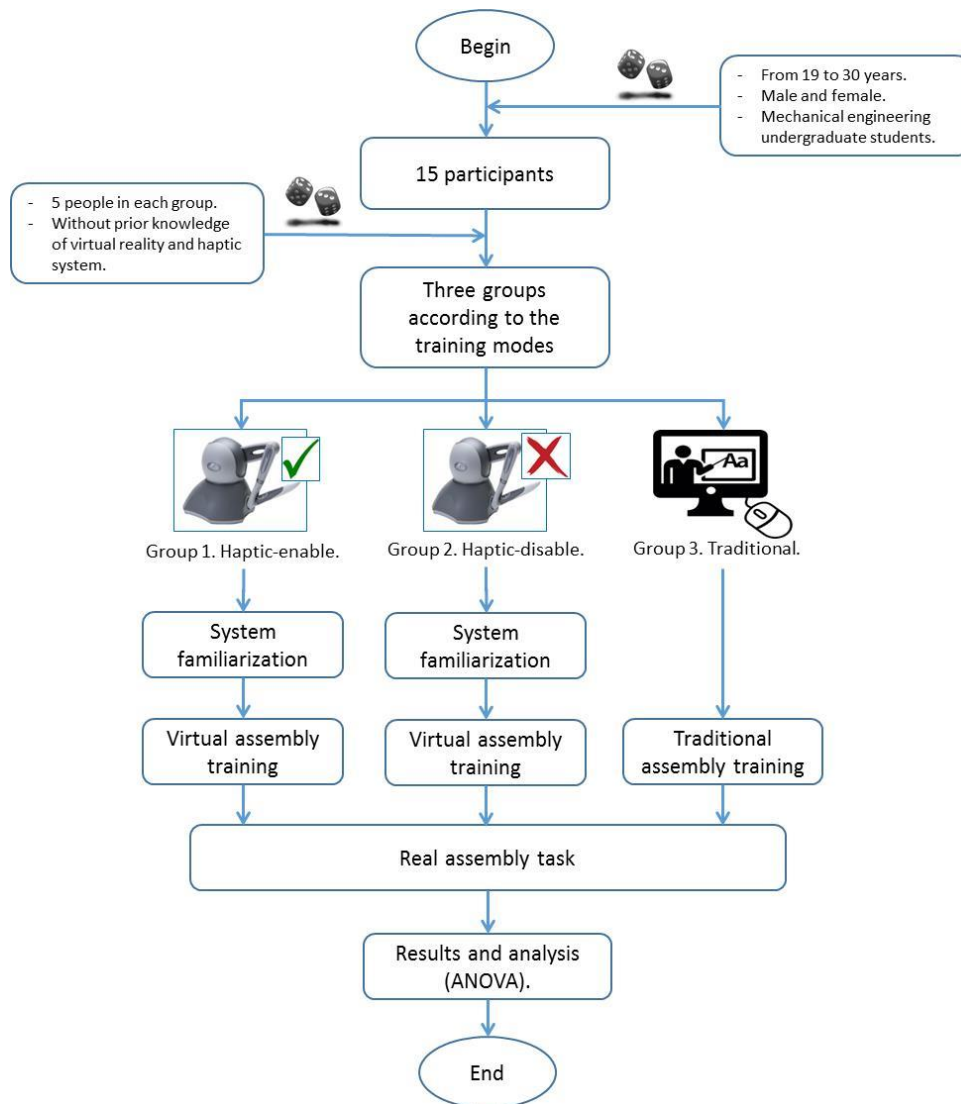 Begin
- From 19 to 30 years.
- Male and female.
- Mechanical engineering
undergraduate students.
15 participants
- 5 people in each group.
- Without prior knowledge
of virtual reality and haptic
system.
Three groups
according to the
training modes
Aa
Group 1. Haptic-enable.
Group 2. Haptic-disable.
Group 3. Traditional.
System
familiarization
System
familiarization
Virtual assembly
training
Virtual assembly
training
Traditional
assembly training
Real assembly task
Results and analysis
(ANOVA).
End